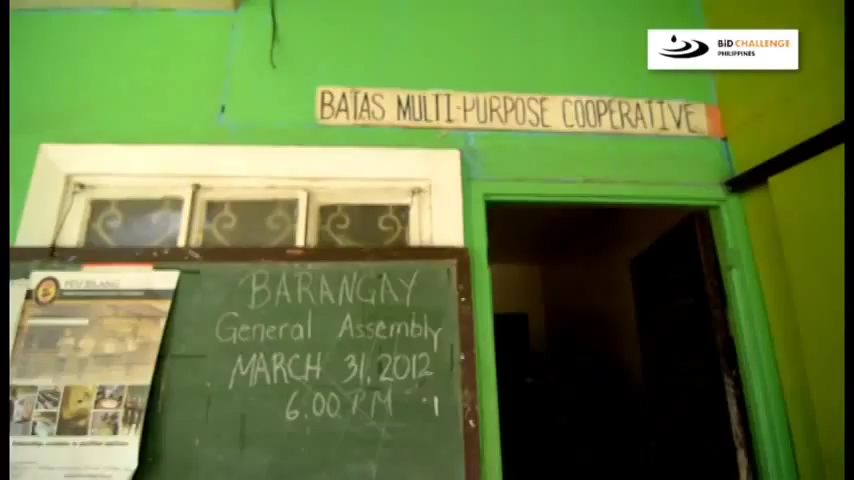 BiD CHALLENGE
PHILIPPINES
BATAS MULTI-PURPOSE COOPERATIVE
BARANGAY
General Assembly
MARCH 31, 2012
6.00 PM